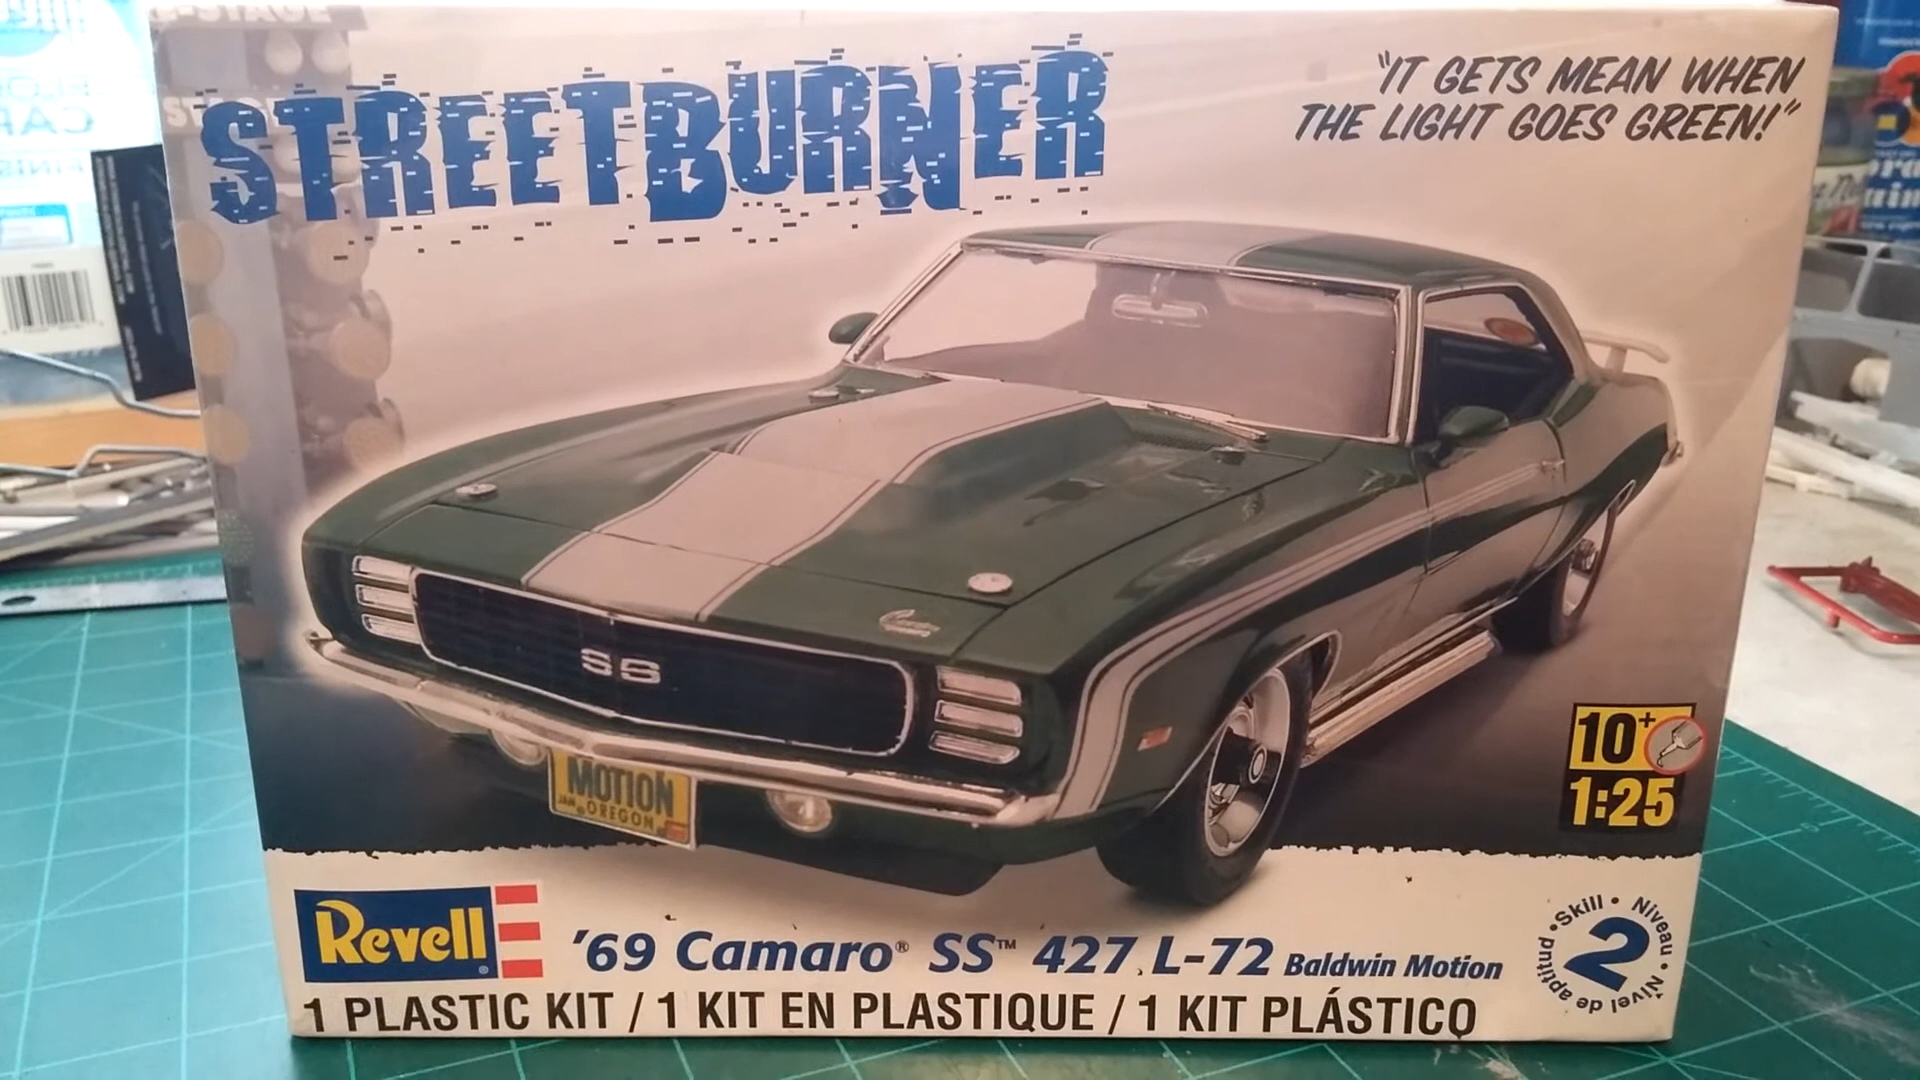 STREETBURNER
"IT GETS MEAN WHEN
THE LIGHT GOES GREEN!"
SS
Camaro
MOTION
JAN OREGON
10+
1:25
Revell®
'69 Camaro® SS™ 427 L-72 Baldwin Motion
Skill • Niveau • Nivel de aptitud •
2
1 PLASTIC KIT / 1 KIT EN PLASTIQUE / 1 KIT PLÁSTICO